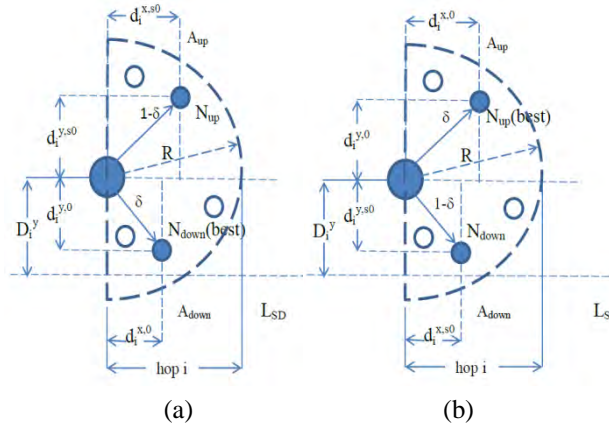 d_i^{x,s0}
A_up
d_i^{y,s0}
1-δ
N_up
R
δ
D_i^y
d_i^{y,0}
N_down(best)
A_down
L_SD
d_i^{x,0}
hop i
(a)
d_i^{x,0}
A_up
d_i^{y,0}
δ
N_up(best)
R
1-δ
D_i^y
d_i^{y,s0}
N_down
A_down
L_S
d_i^{x,s0}
hop i
(b)